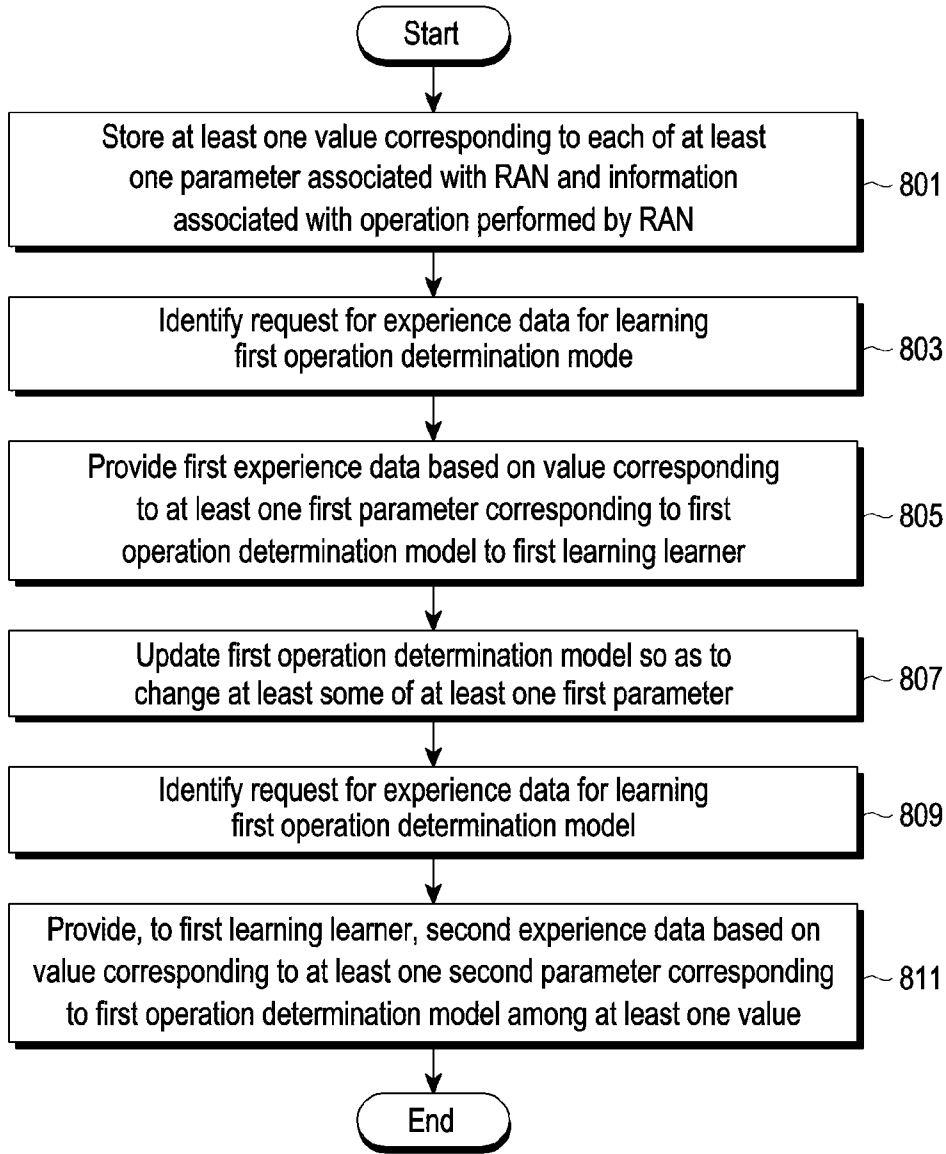 Start
Store at least one value corresponding to each of at least
one parameter associated with RAN and information
associated with operation performed by RAN
801
Identify request for experience data for learning
first operation determination mode
803
Provide first experience data based on value corresponding
to at least one first parameter corresponding to first
operation determination model to first learning learner
805
Update first operation determination model so as to
change at least some of at least one first parameter
807
Identify request for experience data for learning
first operation determination model
809
Provide, to first learning learner, second experience data based on
value corresponding to at least one second parameter corresponding
to first operation determination model among at least one value
811
End